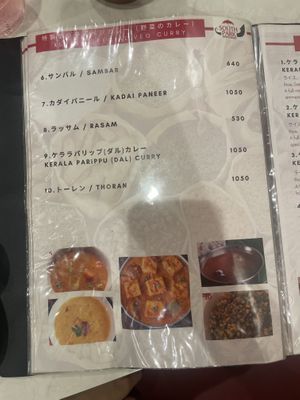 (野菜のカレー)
CURRY
SOUTH PARK
6.サンバル / SAMBAR 640
7.カダイパニール / KADAI PANEER 1050
8.ラッサム / RASAM 530
9.ケララパリップ(ダル)カレー
KERALA PARIPPU (DAL) CURRY 1050
10.トーレン / THORAN 1050
KERA